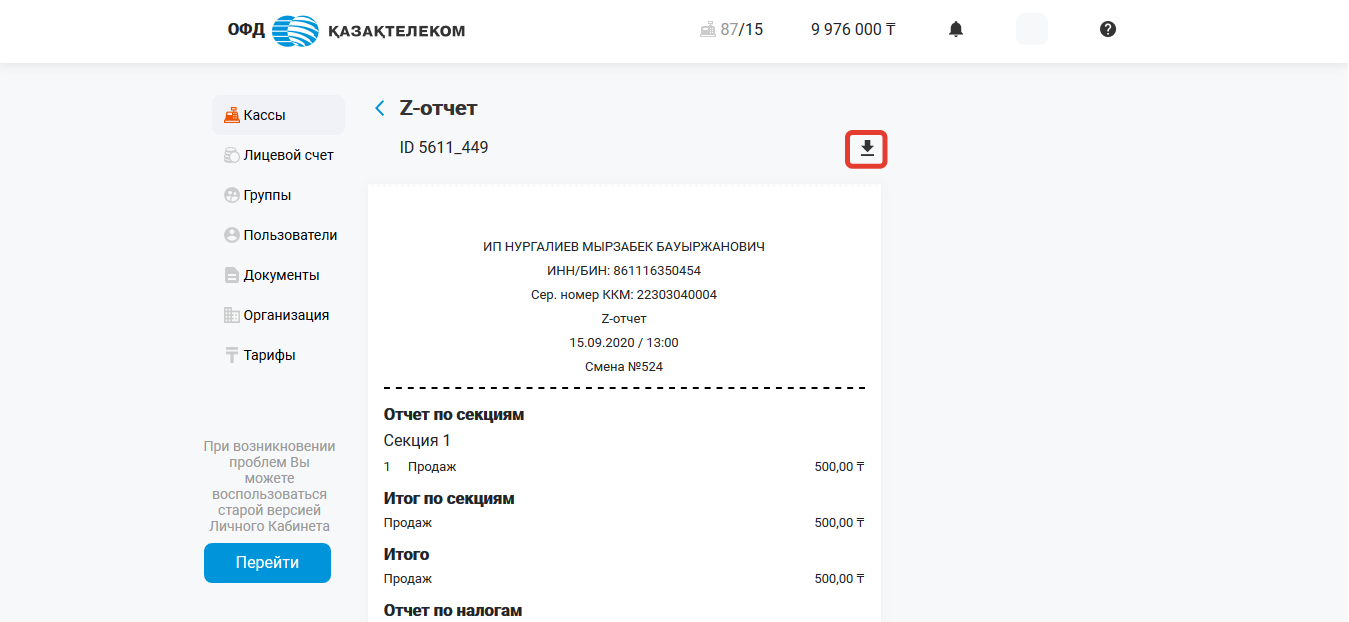 ОФД ҚАЗАҚТЕЛЕКОМ 87/15 9 976 000 ₸
Кассы
Лицевой счет
Группы
Пользователи
Документы
Организация
Тарифы
При возникновении
проблем Вы
можете
воспользоваться
старой версией
Личного Кабинета
Перейти
Z-отчет
ID 5611_449
ИП НУРГАЛИЕВ МЫРЗАБЕК БАУЫРЖАНОВИЧ
ИНН/БИН: 861116350454
Сер. номер ККМ: 22303040004
Z-отчет
15.09.2020 / 13:00
Смена №524
Отчет по секциям
Секция 1
1 Продаж 500,00 ₸
Итог по секциям
Продаж 500,00 ₸
Итого
Продаж 500,00 ₸
Отчет по налогам